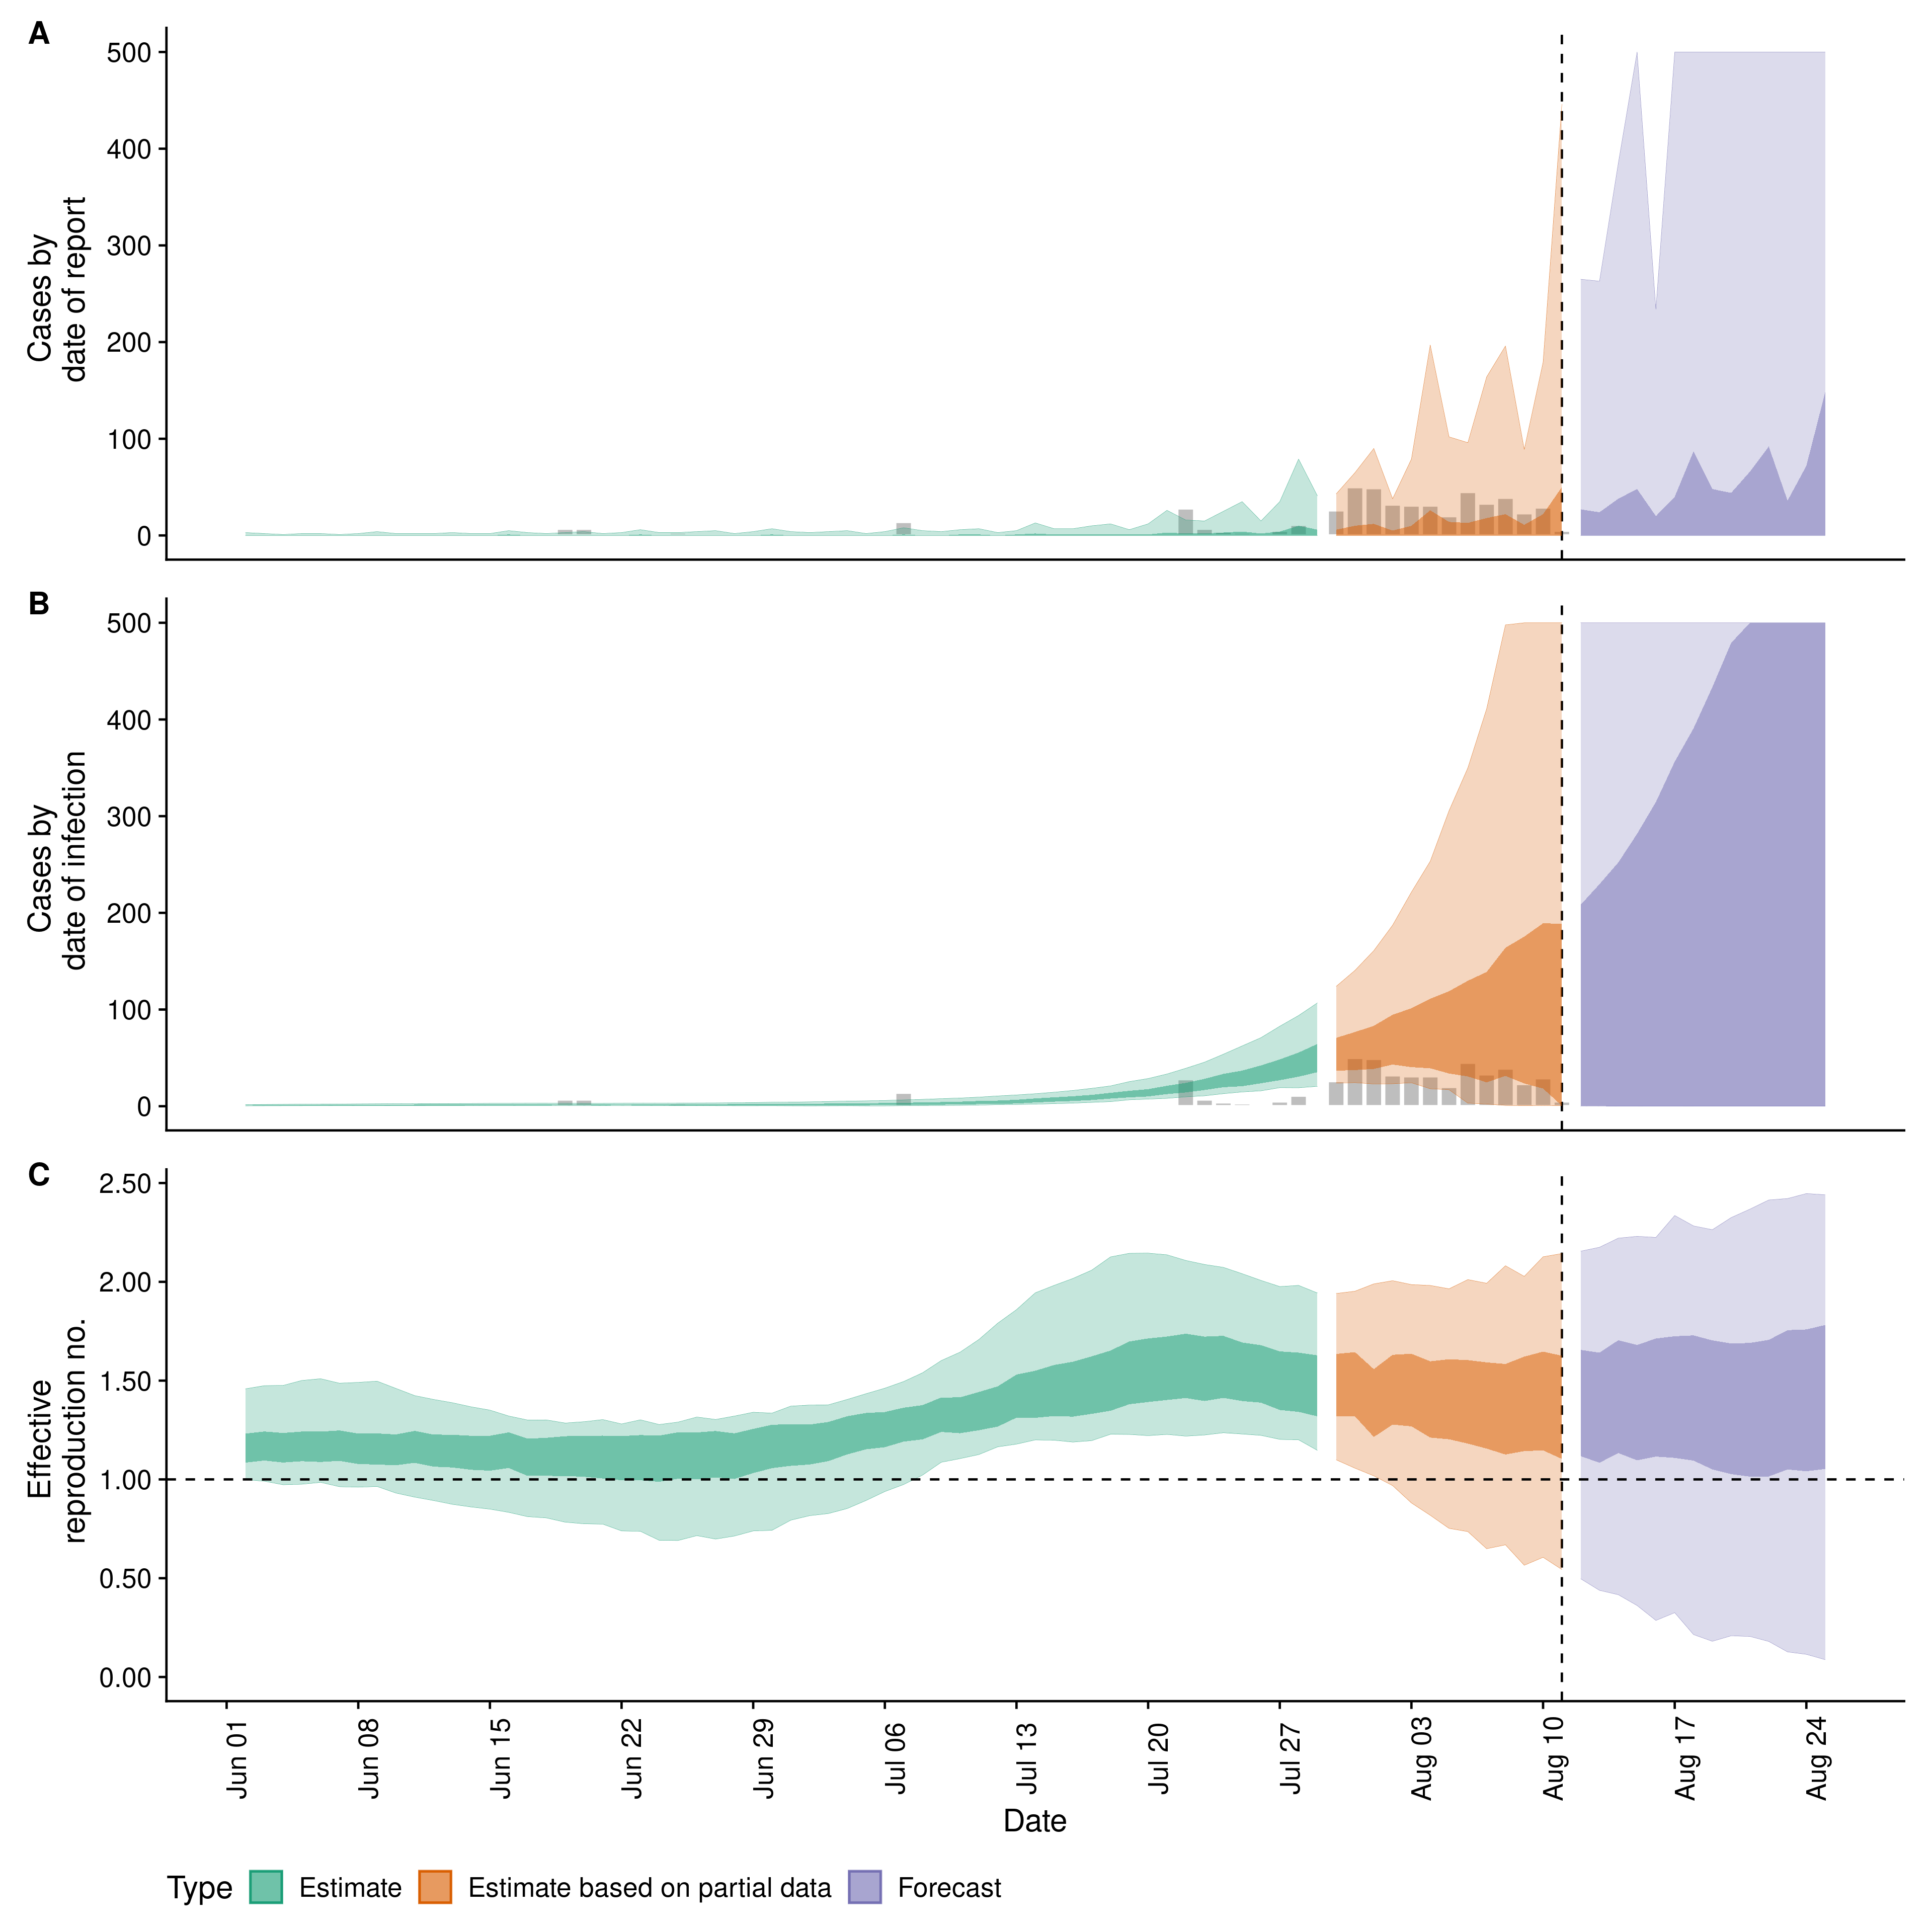 A
500
400
300
200
100
0
Cases by
date of report
B
500
400
300
200
100
0
Cases by
date of infection
C
2.50
2.00
1.50
1.00
0.50
0.00
Effective
reproduction no.
Jun 01
Jun 08
Jun 15
Jun 22
Jun 29
Jul 06
Jul 13
Jul 20
Jul 27
Aug 03
Aug 10
Aug 17
Aug 24
Date
Type Estimate Estimate based on partial data Forecast